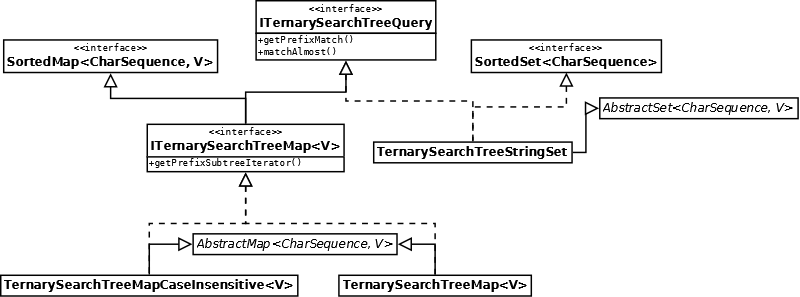 <<interface>>
ITernarySearchTreeQuery
+getPrefixMatch()
+matchAlmost()
<<interface>>
SortedMap<CharSequence, V>
<<interface>>
SortedSet<CharSequence>
AbstractSet<CharSequence, V>
<<interface>>
ITernarySearchTreeMap<V>
+getPrefixSubtreeIterator()
TernarySearchTreeStringSet
AbstractMap<CharSequence, V>
TernarySearchTreeMapCaseInsensitive<V>
TernarySearchTreeMap<V>